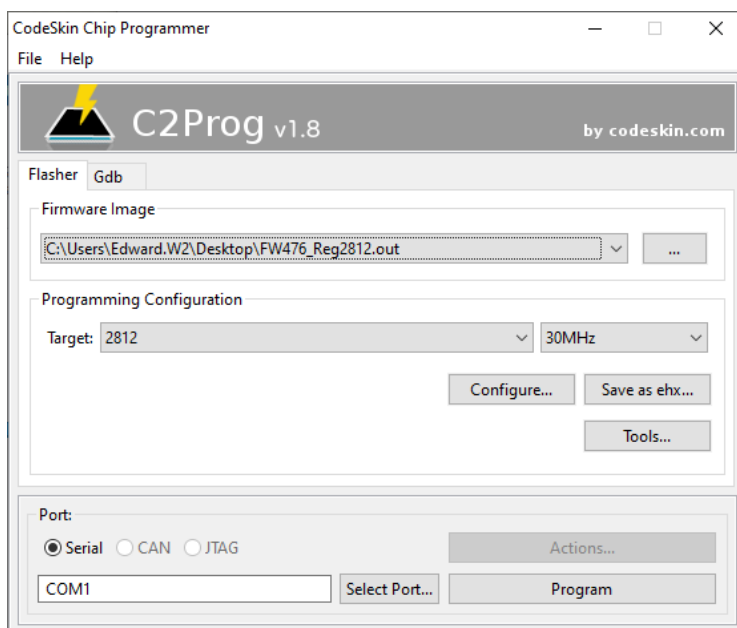 CodeSkin Chip Programmer
File Help
C2Prog v1.8
by codeskin.com
Flasher Gdb
Firmware Image
C:\Users\Edward.W2\Desktop\FW476_Reg2812.out ...
Programming Configuration
Target: 2812 30MHz
Configure... Save as ehx...
Tools...
Port:
Serial CAN JTAG Actions...
COM1 Select Port... Program